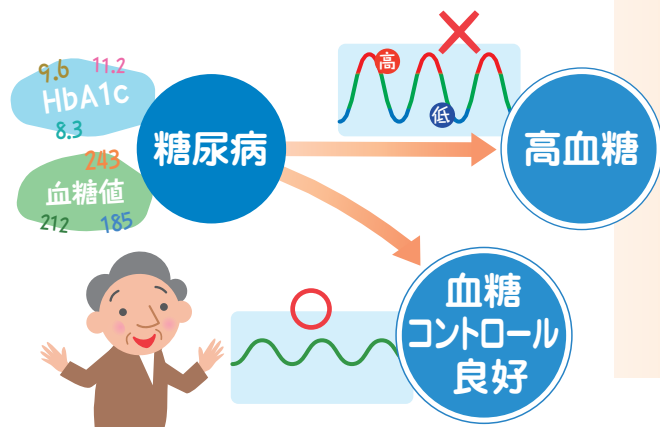 9.6
11.2
HbA1c
8.3
243
血糖値
212
185
糖尿病
高
低
高血糖
血糖
コントロール
良好